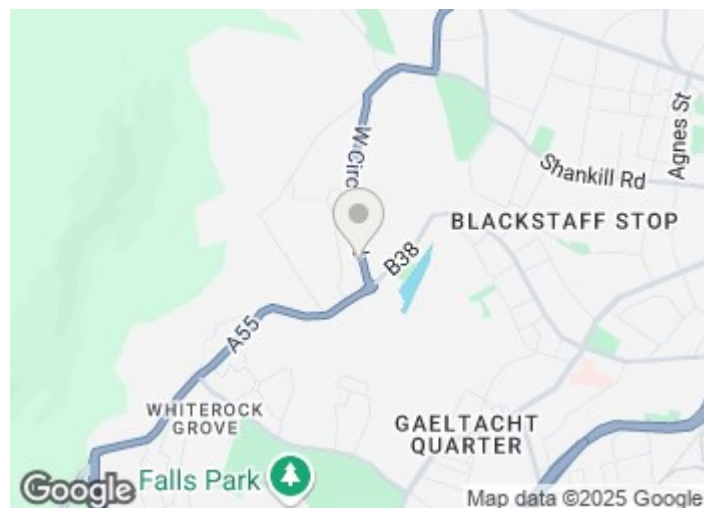 W Circ
Agnes St
Shankill Rd
BLACKSTAFF STOP
B38
A55
WHITEROCK
GROVE
GAELTACHT
QUARTER
Falls Park
Google
Map data ©2025 Google